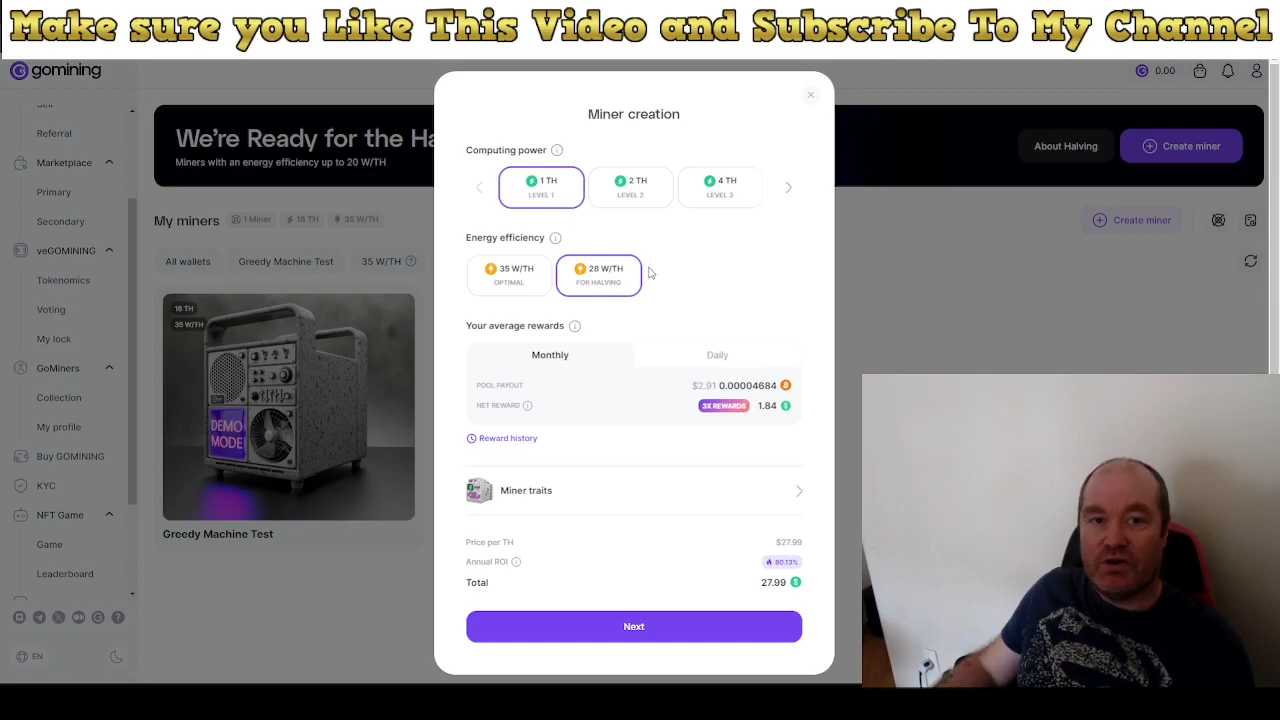 Make sure you Like This Video and Subscribe To My Channel
gomining
0.00
Referral
Marketplace
Primary
Secondary
veGOMINING
Tokenomics
Voting
My lock
GoMiners
Collection
My profile
Buy GOMINING
KYC
NFT Game
Game
Leaderboard
EN
We're Ready for the Ha
Miners with an energy efficiency up to 20 W/TH
About Halving
Create miner
My miners
1 Miner
16 TH
35 W/TH
Create miner
All wallets
Greedy Machine Test
35 W/TH
16 TH
35 W/TH
DEMO
MODE
Greedy Machine Test
Miner creation
Computing power
1 TH
LEVEL 1
2 TH
LEVEL 2
4 TH
LEVEL 3
Energy efficiency
35 W/TH
OPTIMAL
28 W/TH
FOR HALVING
Your average rewards
Monthly
Daily
POOL PAYOUT
$2.91 0.00004684
NET REWARD
3X REWARDS
1.84
Reward history
Miner traits
Price per TH
$27.99
Annual ROI
80.13%
Total
27.99
Next